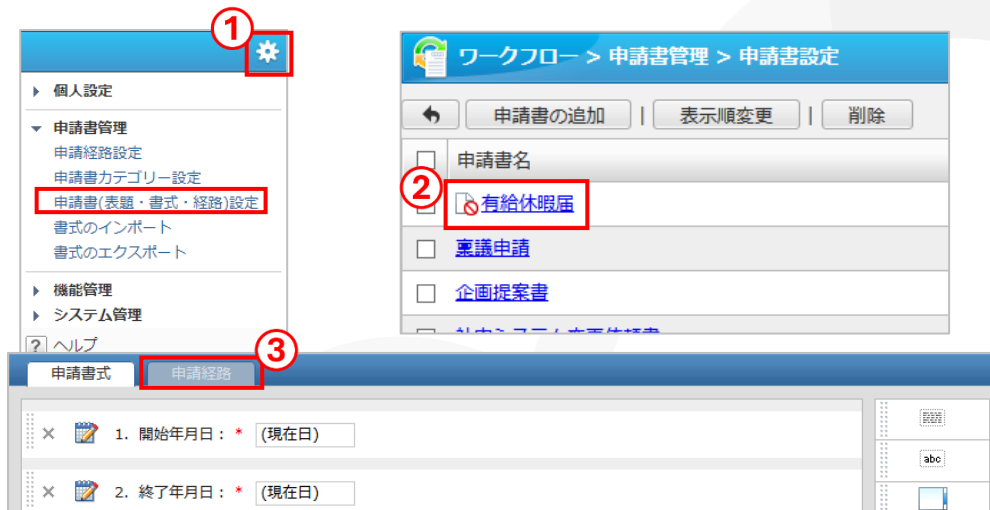 1
個人設定
申請書管理
申請経路設定
申請書カテゴリー設定
申請書(表題・書式・経路)設定
書式のインポート
書式のエクスポート
機能管理
システム管理
? ヘルプ
ワークフロー > 申請書管理 > 申請書設定
申請書の追加 | 表示順変更 | 削除
申請書名
2
有給休暇届
稟議申請
企画提案書
3
申請書式 申請経路
1. 開始年月日: * (現在日)
2. 終了年月日: * (現在日)
abc